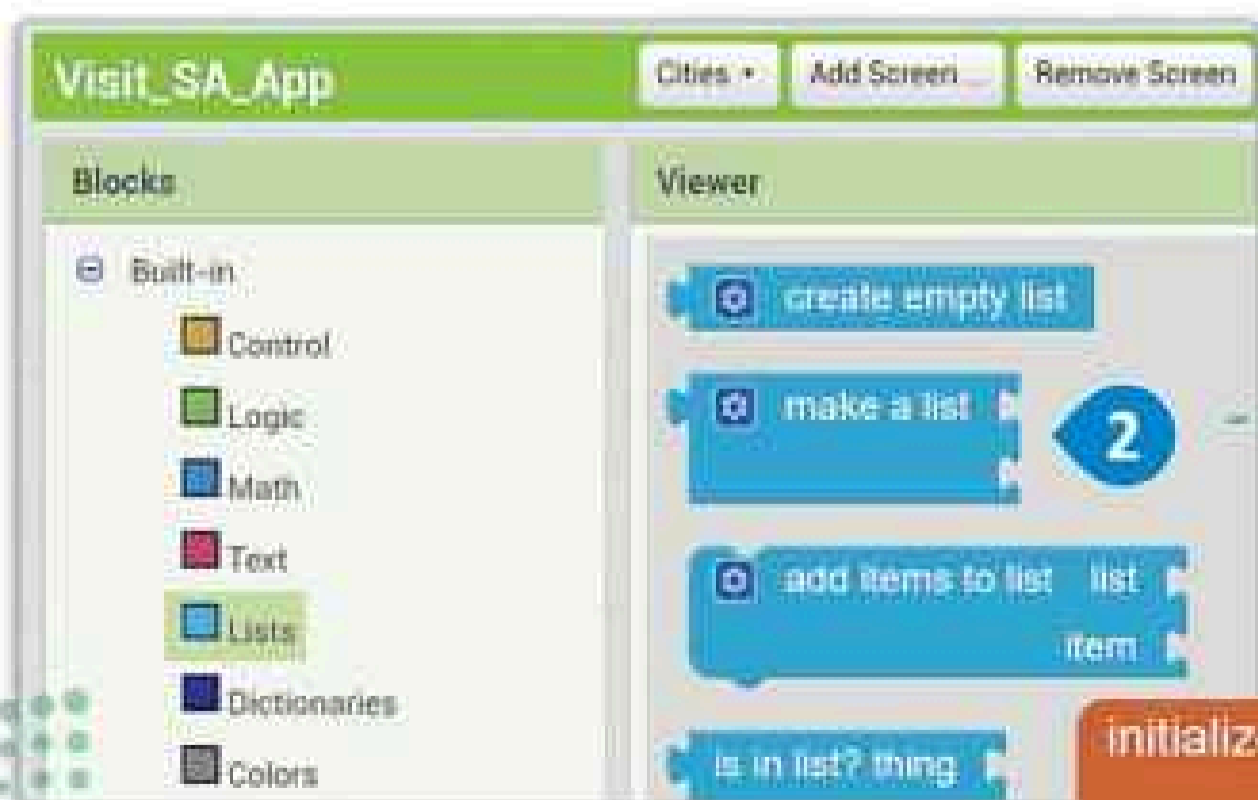 Visit_SA_App
Cities
Add Screen ...
Remove Screen
Blocks
Viewer
Built-in
Control
Logic
Math
Text
Lists
Dictionaries
Colors
create empty list
make a list
2
add items to list list
item
is in list? thing
initialize